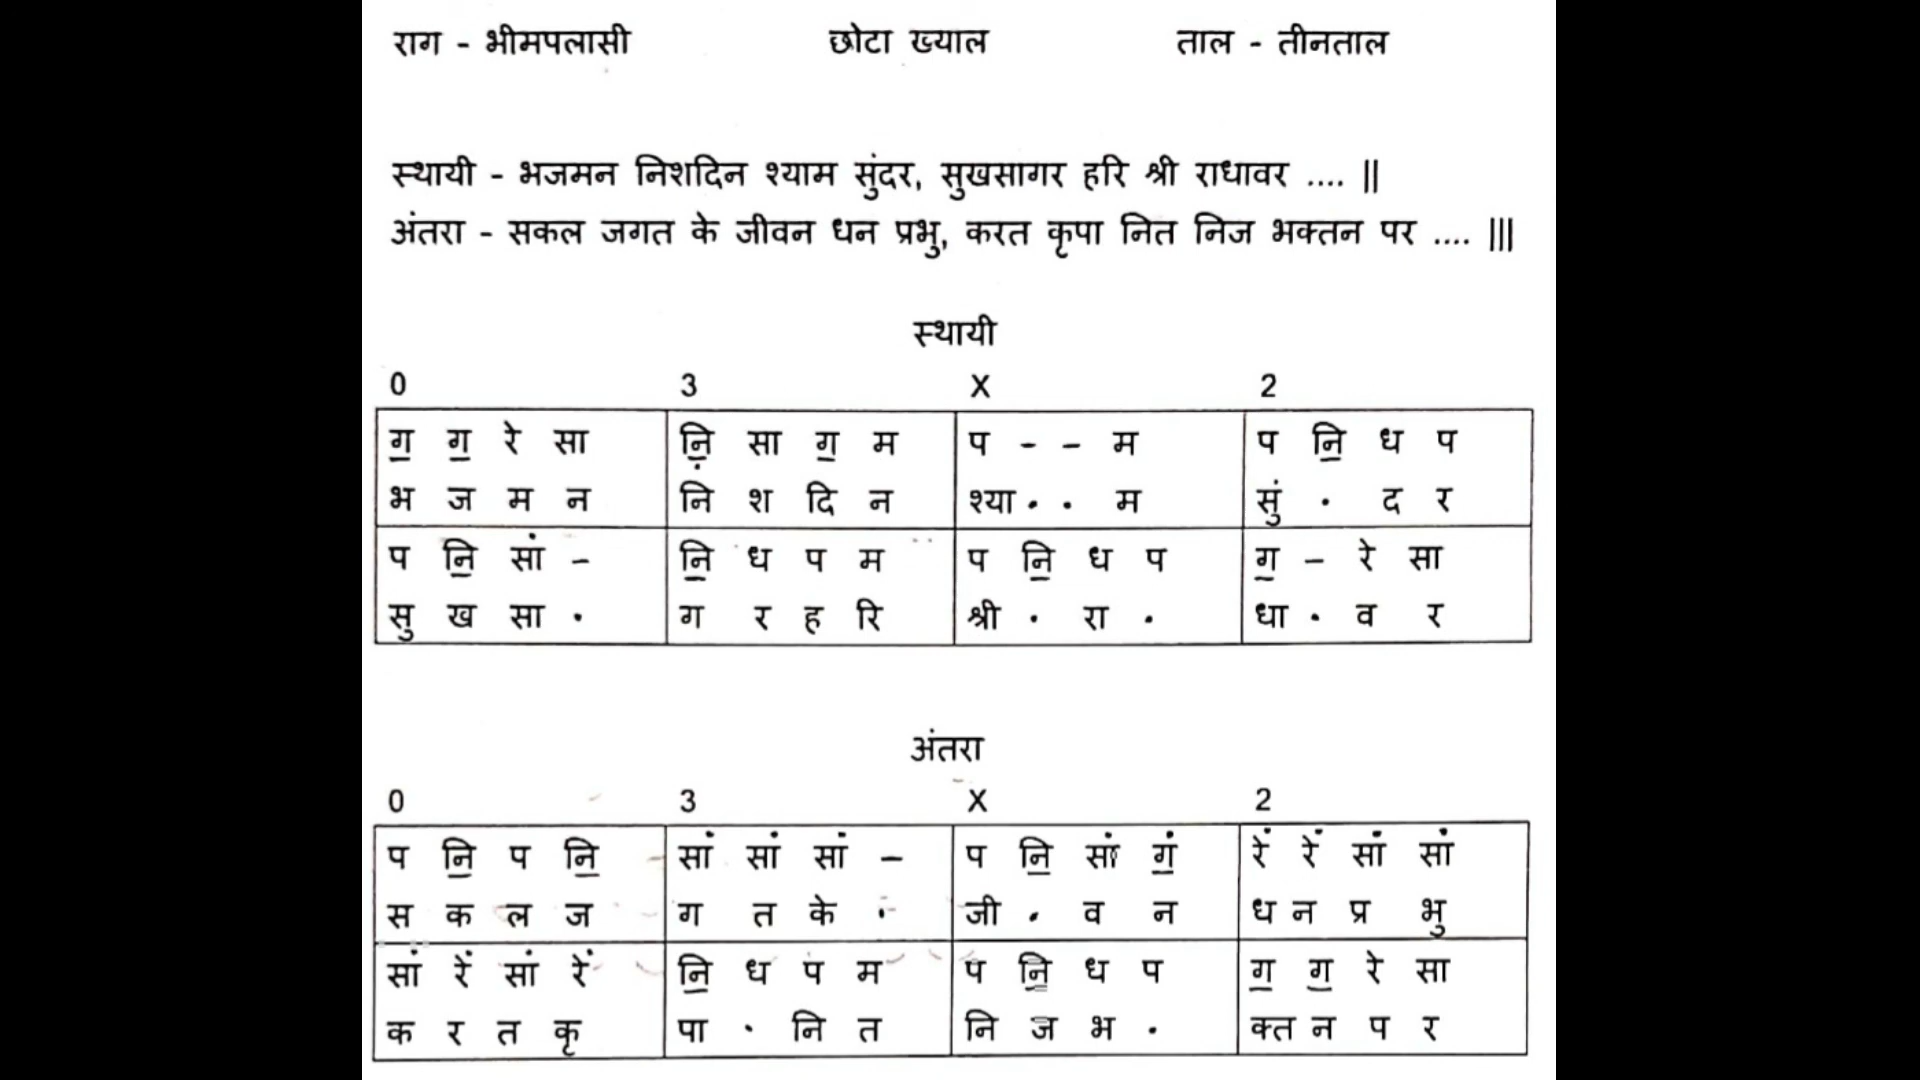 राग - भीमपलासी छोटा ख्याल ताल - तीनताल
स्थायी - भजमन निशदिन श्याम सुंदर, सुखसागर हरि श्री राधावर .... ||
अंतरा - सकल जगत के जीवन धन प्रभु, करत कृपा नित निज भक्तन पर .... |||
स्थायी
0 3 X 2
ग॒ ग॒ रे सा नि़॒ सा ग॒ म प - - म प नि॒ ध प
भ ज म न नि श दि न श्या • • म सुं • द र
प नि॒ सां - नि॒ ध प म प नि॒ ध प ग॒ - रे सा
सु ख सा • ग र ह रि श्री • रा • धा • व र
अंतरा
0 3 X 2
प नि॒ प नि॒ सां सां सां - प नि॒ सां गं॒ रें रें सां सां
स क ल ज ग त के • जी • व न ध न प्र भु
सां रें सां रें नि॒ ध प म प नि॒ ध प ग॒ ग॒ रे सा
क र त कृ पा • नि त नि ज भ • क्त न प र